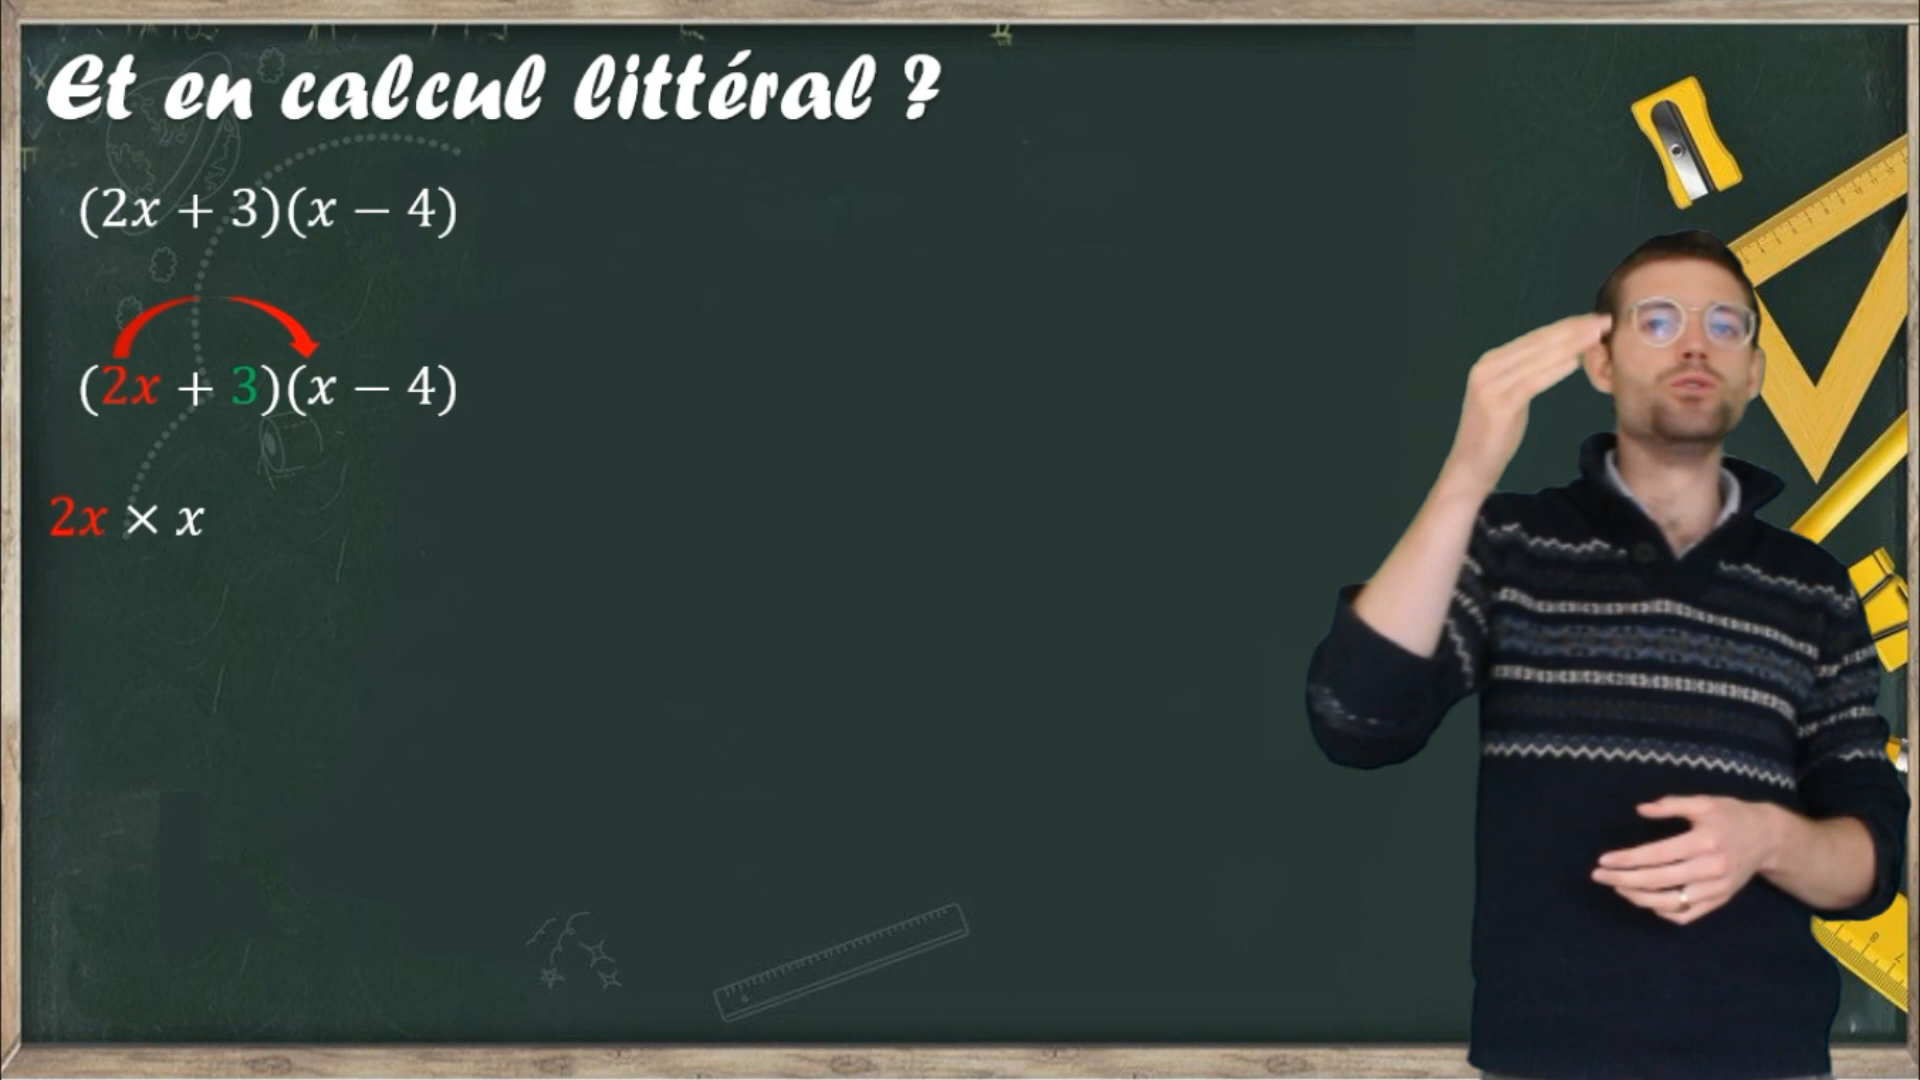 Et en calcul littéral ?
(2x + 3)(x − 4)
(2x + 3)(x − 4)
2x × x